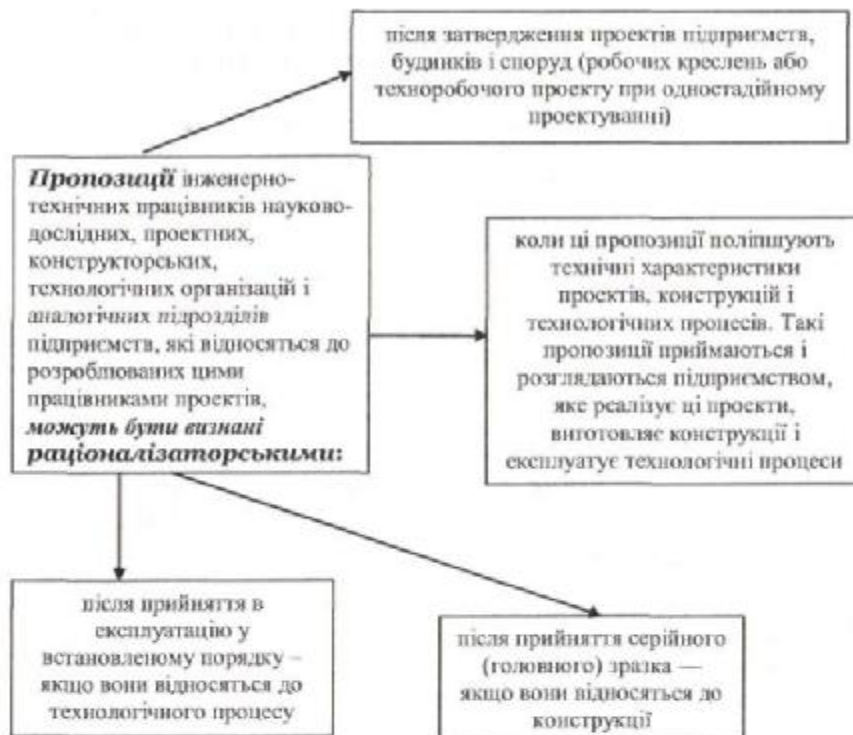 після затвердження проектів підприємств,
будинків і споруд (робочих креслень або
техноробочого проекту при одностадійному
проектуванні)
Пропозиції інженерно-
технічних працівників науково-
дослідних, проектних,
конструкторських,
технологічних організацій і
аналогічних підрозділів
підприємств, які відносяться до
розроблюваних цими
працівниками проектів,
можуть бути визнані
раціоналізаторськими:
коли ці пропозиції поліпшують
технічні характеристики
проектів, конструкцій і
технологічних процесів. Такі
пропозиції приймаються і
розглядаються підприємством,
яке реалізує ці проекти,
виготовляє конструкції і
експлуатує технологічні процеси
після прийняття в
експлуатацію у
встановленому порядку –
якщо вони відносяться до
технологічного процесу
після прийняття серійного
(головного) зразка —
якщо вони відносяться до
конструкції